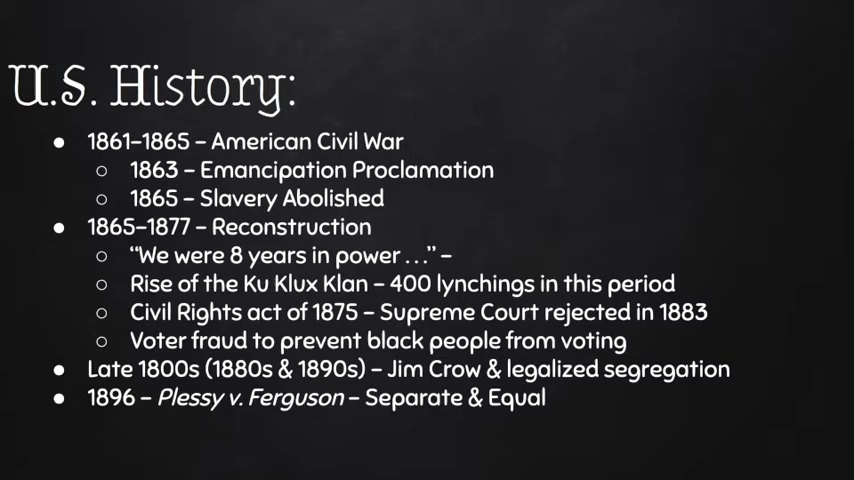 U.S. History:
● 1861–1865 – American Civil War
○ 1863 – Emancipation Proclamation
○ 1865 – Slavery Abolished
● 1865–1877 – Reconstruction
○ “We were 8 years in power . . .” –
○ Rise of the Ku Klux Klan – 400 lynchings in this period
○ Civil Rights act of 1875 – Supreme Court rejected in 1883
○ Voter fraud to prevent black people from voting
● Late 1800s (1880s & 1890s) – Jim Crow & legalized segregation
● 1896 – Plessy v. Ferguson – Separate & Equal